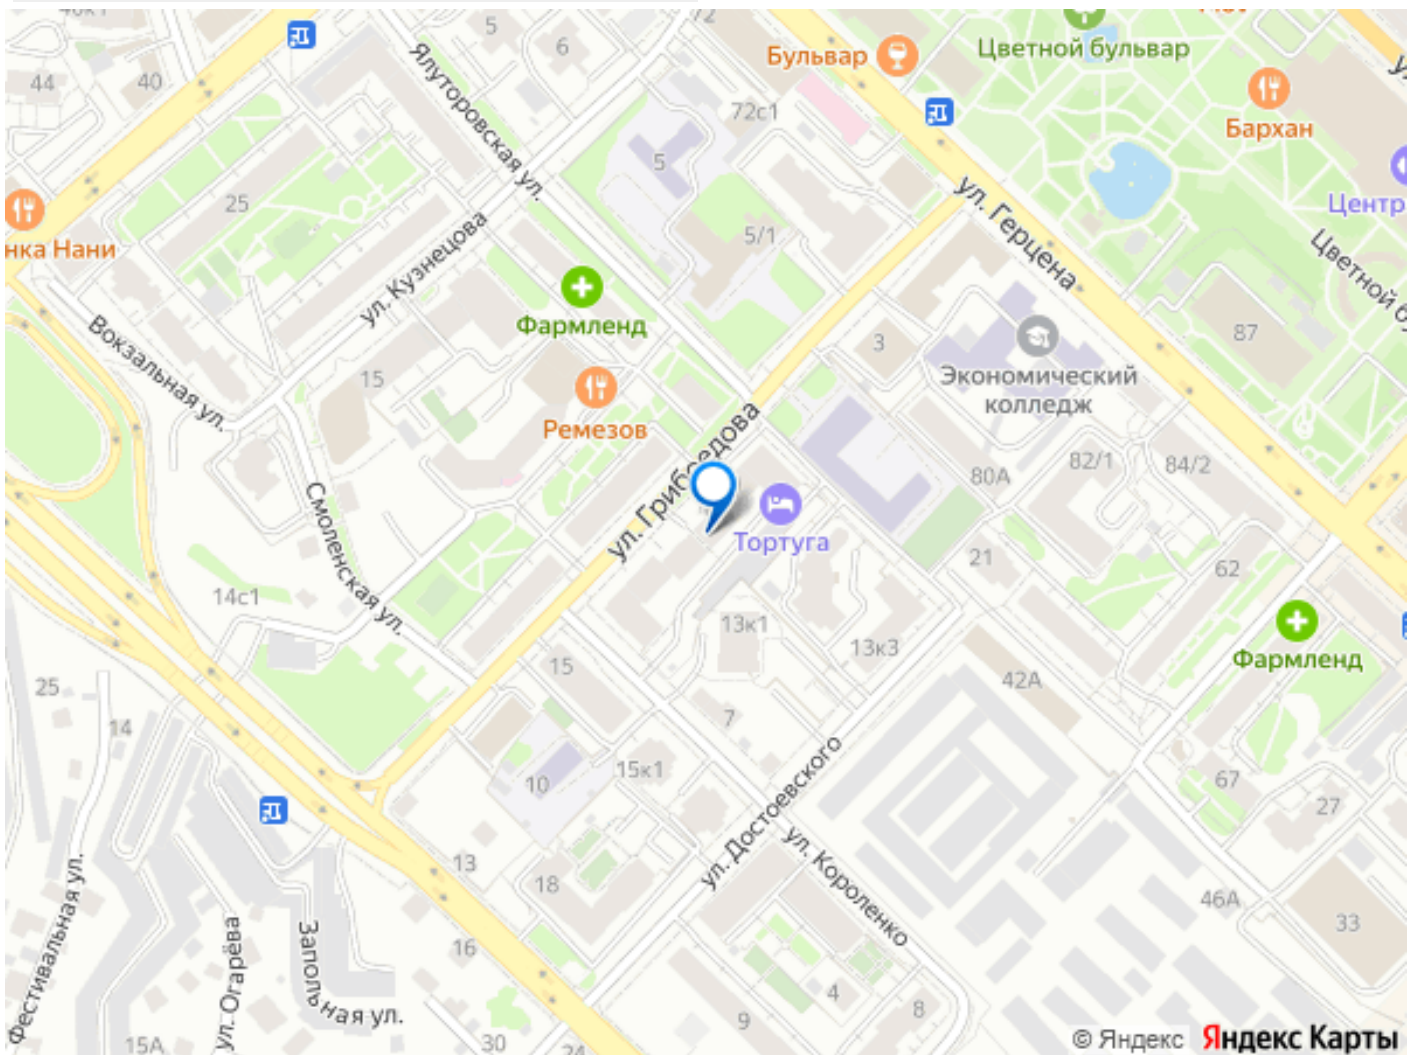 72
5
6
44
40
Ялуторовская ул.
Бульвар
Цветной бульвар
72с1
Бархан
5
25
ул. Герцена
Центр
нка Нани
ул. Кузнецова
5/1
Цветной б
Вокзальная ул.
Фармленд
3
87
15
Экономический
колледж
Ремезов
ул. Грибоедова
82/1
84/2
80А
Смоленская ул.
Тортуга
21
62
14с1
13к1
13к3
15
Фармленд
42А
25
14
7
15к1
10
67
27
ул. Достоевского
13
18
ул. Короленко
46А
33
Фестивальная ул.
ул. Огарёва
Запольная ул.
16
4
8
9
15А
30
24
© Яндекс Яндекс Карты